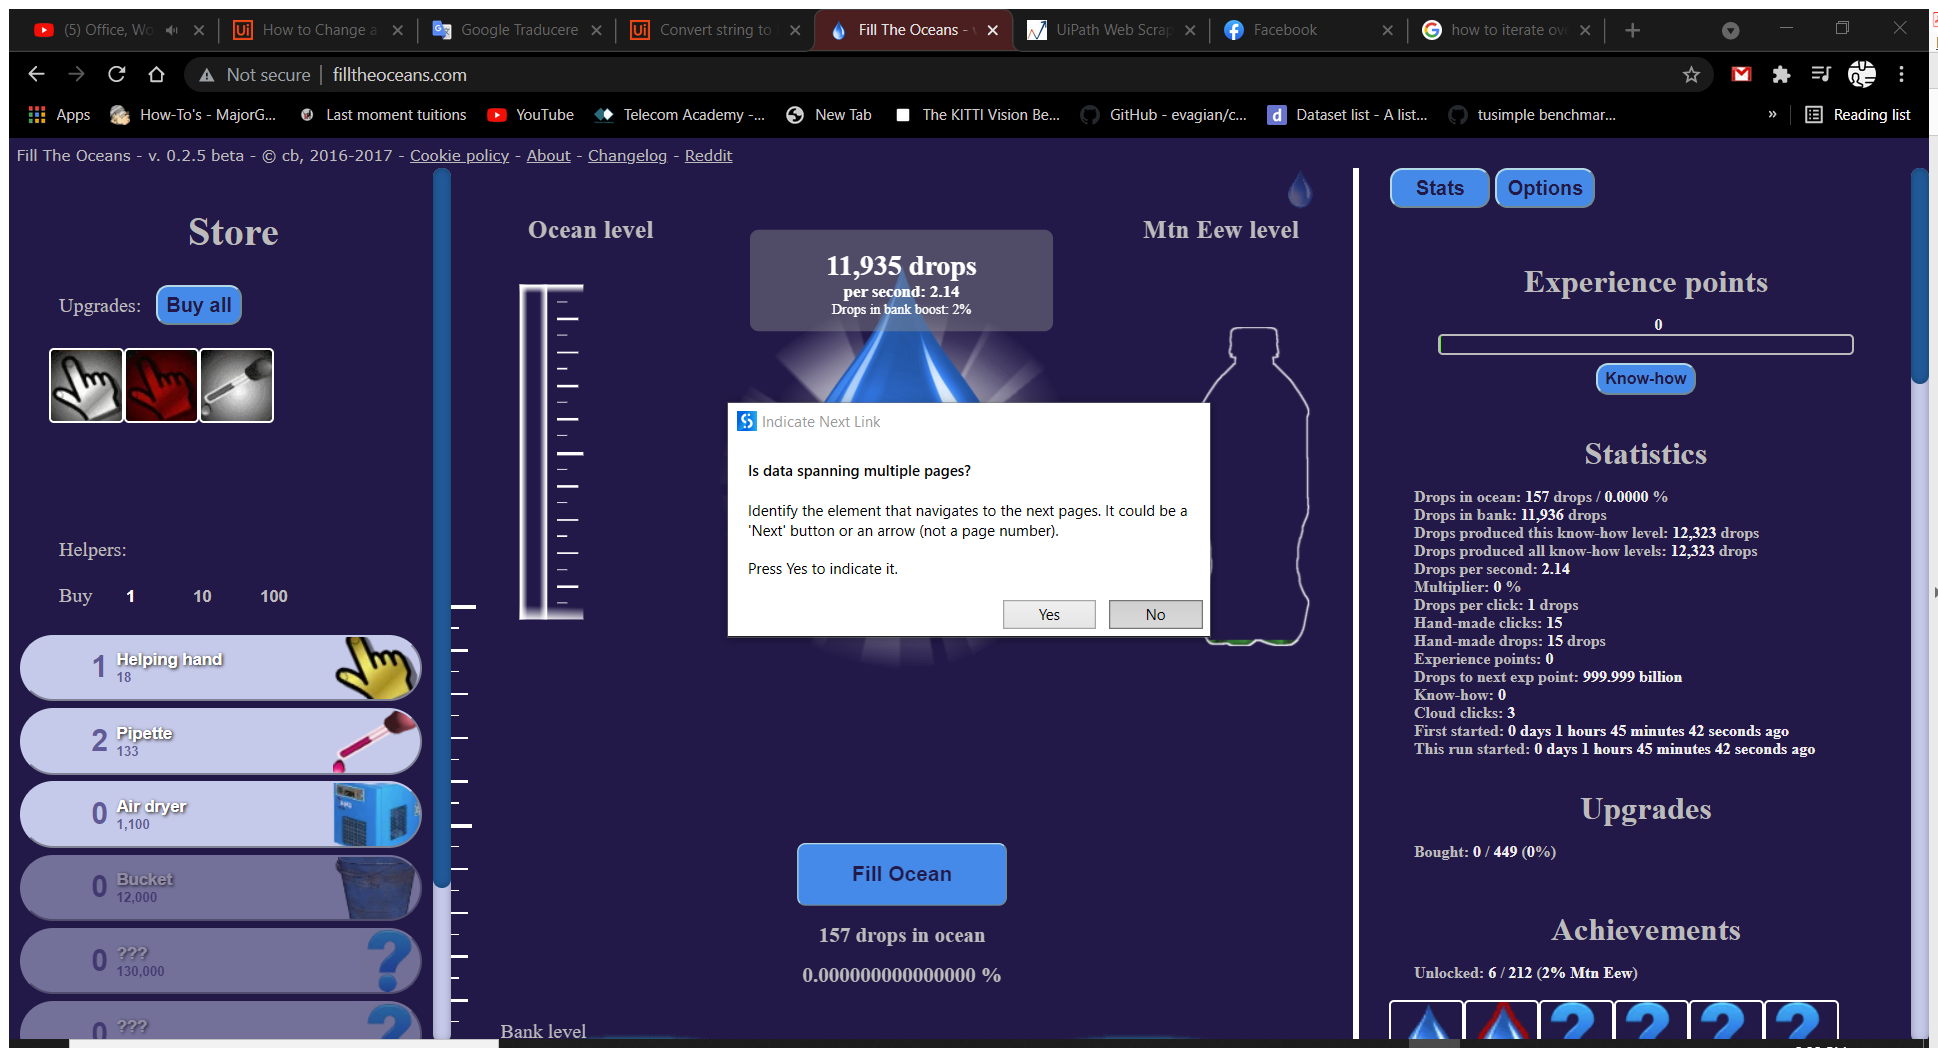 (5) Office, Wo
How to Change a
Google Traducere
Convert string to
Fill The Oceans -
UiPath Web Scrap
Facebook
how to iterate ove
Not secure | filltheoceans.com
Apps
How-To's - MajorG...
Last moment tuitions
YouTube
Telecom Academy -...
New Tab
The KITTI Vision Be...
GitHub - evagian/c...
Dataset list - A list...
tusimple benchmar...
»
Reading list
Fill The Oceans - v. 0.2.5 beta - © cb, 2016-2017 - Cookie policy - About - Changelog - Reddit
Store
Upgrades: Buy all
Helpers:
Buy 1 10 100
1 Helping hand
18
2 Pipette
133
0 Air dryer
1,100
0 Bucket
12,000
0 ???
130,000
0 ???
Ocean level
11,935 drops
per second: 2.14
Drops in bank boost: 2%
Mtn Eew level
Indicate Next Link
Is data spanning multiple pages?
Identify the element that navigates to the next pages. It could be a
'Next' button or an arrow (not a page number).
Press Yes to indicate it.
Yes No
Fill Ocean
157 drops in ocean
0.000000000000000 %
Bank level
Stats Options
Experience points
0
Know-how
Statistics
Drops in ocean: 157 drops / 0.0000 %
Drops in bank: 11,936 drops
Drops produced this know-how level: 12,323 drops
Drops produced all know-how levels: 12,323 drops
Drops per second: 2.14
Multiplier: 0 %
Drops per click: 1 drops
Hand-made clicks: 15
Hand-made drops: 15 drops
Experience points: 0
Drops to next exp point: 999.999 billion
Know-how: 0
Cloud clicks: 3
First started: 0 days 1 hours 45 minutes 42 seconds ago
This run started: 0 days 1 hours 45 minutes 42 seconds ago
Upgrades
Bought: 0 / 449 (0%)
Achievements
Unlocked: 6 / 212 (2% Mtn Eew)
? ? ? ?